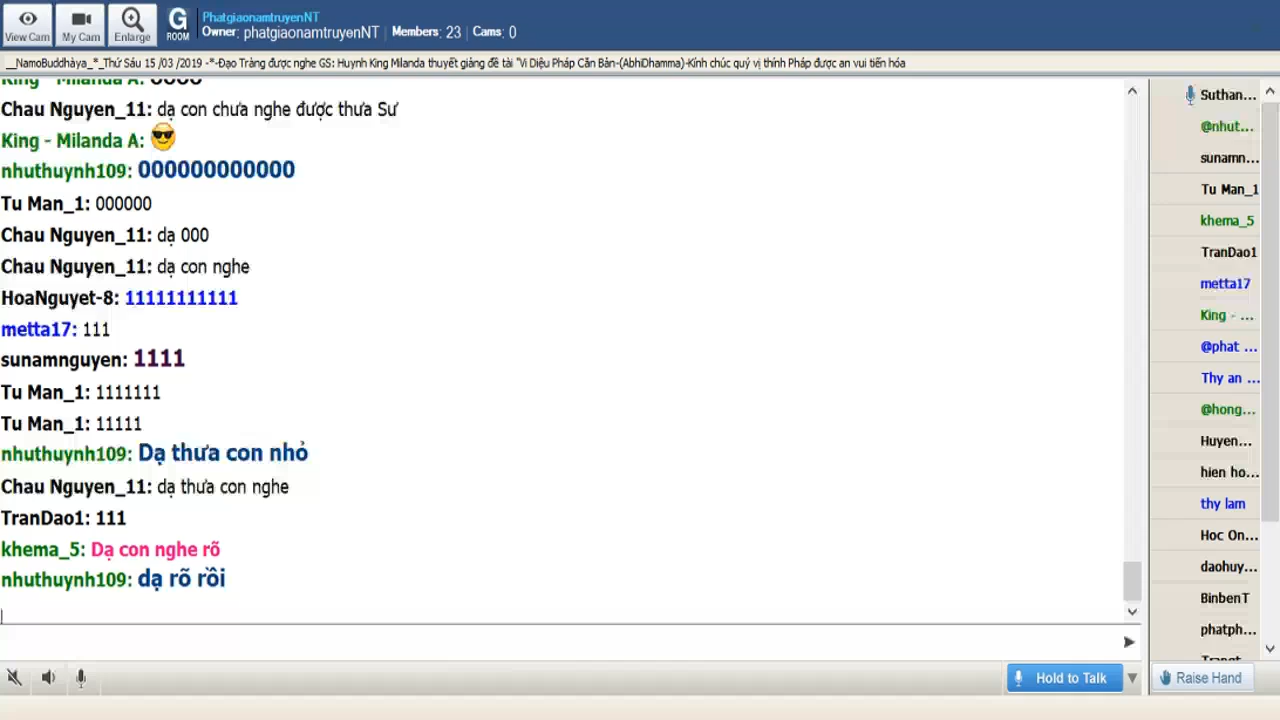 View Cam
My Cam
Enlarge
G
ROOM
PhatgiaonamtruyenNT
Owner: phatgiaonamtruyenNT | Members: 23 | Cams: 0
__NamoBuddhàya_*_Thứ Sáu 15 /03 /2019 -*-Đạo Tràng được nghe GS: Huynh King Milanda thuyết giảng đề tài "Vi Diệu Pháp Căn Bản-(AbhiDhamma)-Kính chúc quý vị thính Pháp được an vui tiến hóa
King - Milanda A: 0000
Chau Nguyen_11: dạ con chưa nghe được thưa Sư
King - Milanda A:
nhuthuynh109: 000000000000
Tu Man_1: 000000
Chau Nguyen_11: dạ 000
Chau Nguyen_11: dạ con nghe
HoaNguyet-8: 11111111111
metta17: 111
sunamnguyen: 1111
Tu Man_1: 1111111
Tu Man_1: 11111
nhuthuynh109: Dạ thưa con nhỏ
Chau Nguyen_11: dạ thưa con nghe
TranDao1: 111
khema_5: Dạ con nghe rõ
nhuthuynh109: dạ rõ rồi
Suthan...
@nhut...
sunamn...
Tu Man_1
khema_5
TranDao1
metta17
King - ...
@phat ...
Thy an ...
@hong...
Huyen...
hien ho...
thy lam
Hoc On...
daohuy...
BinbenT
phatph...
Hold to Talk
Raise Hand